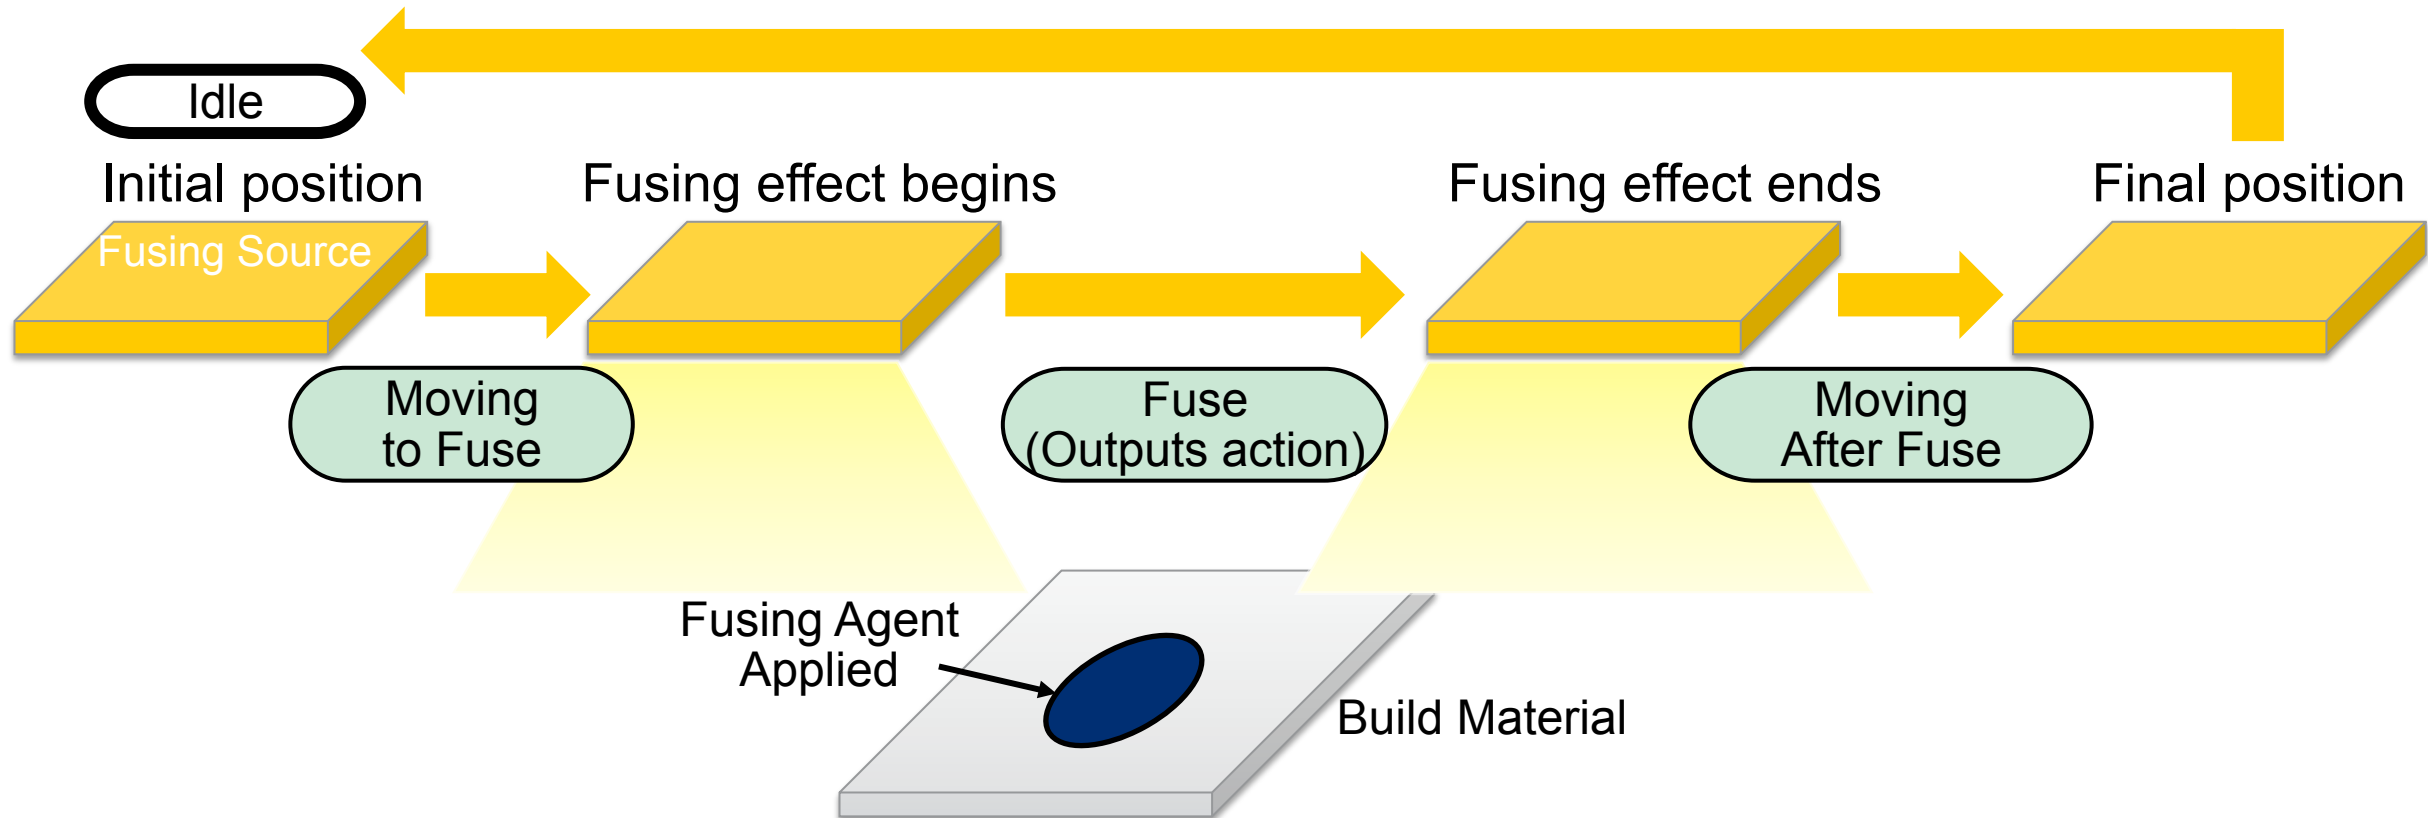 Idle
Initial position
Fusing effect begins
Fusing effect ends
Final position
Fusing Source
Moving
to Fuse
Fuse
(Outputs action)
Moving
After Fuse
Fusing Agent
Applied
Build Material